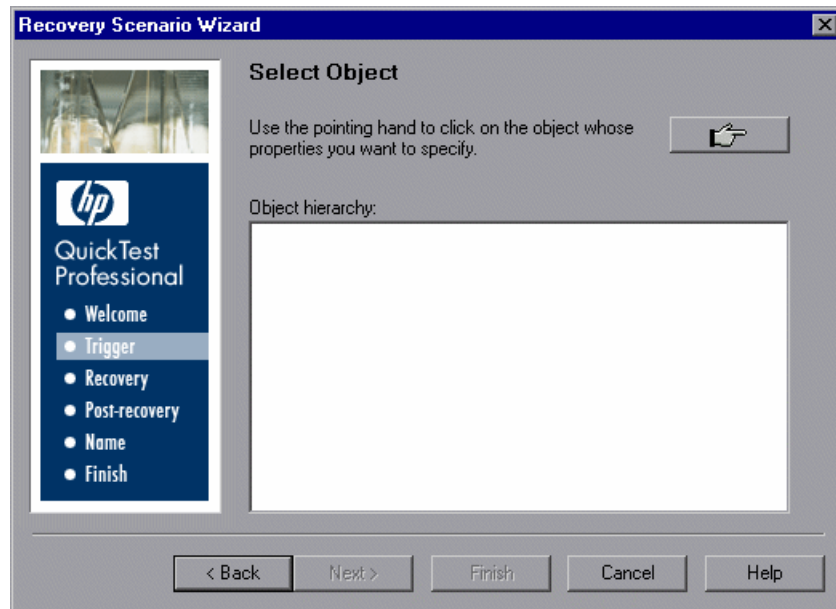 Recovery Scenario Wizard
Select Object
Use the pointing hand to click on the object whose
properties you want to specify.
Object hierarchy:
hp
QuickTest
Professional
Welcome
Trigger
Recovery
Post-recovery
Name
Finish
< Back
Next >
Finish
Cancel
Help